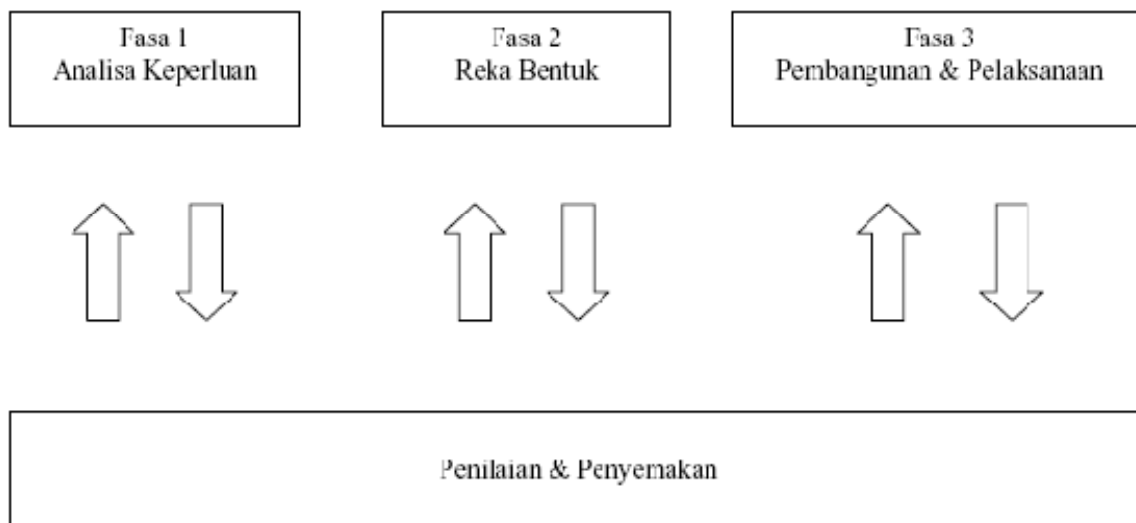 Fasa 1
Analisa Keperluan
Fasa 2
Reka Bentuk
Fasa 3
Pembangunan & Pelaksanaan
Penilaian & Penyemakan